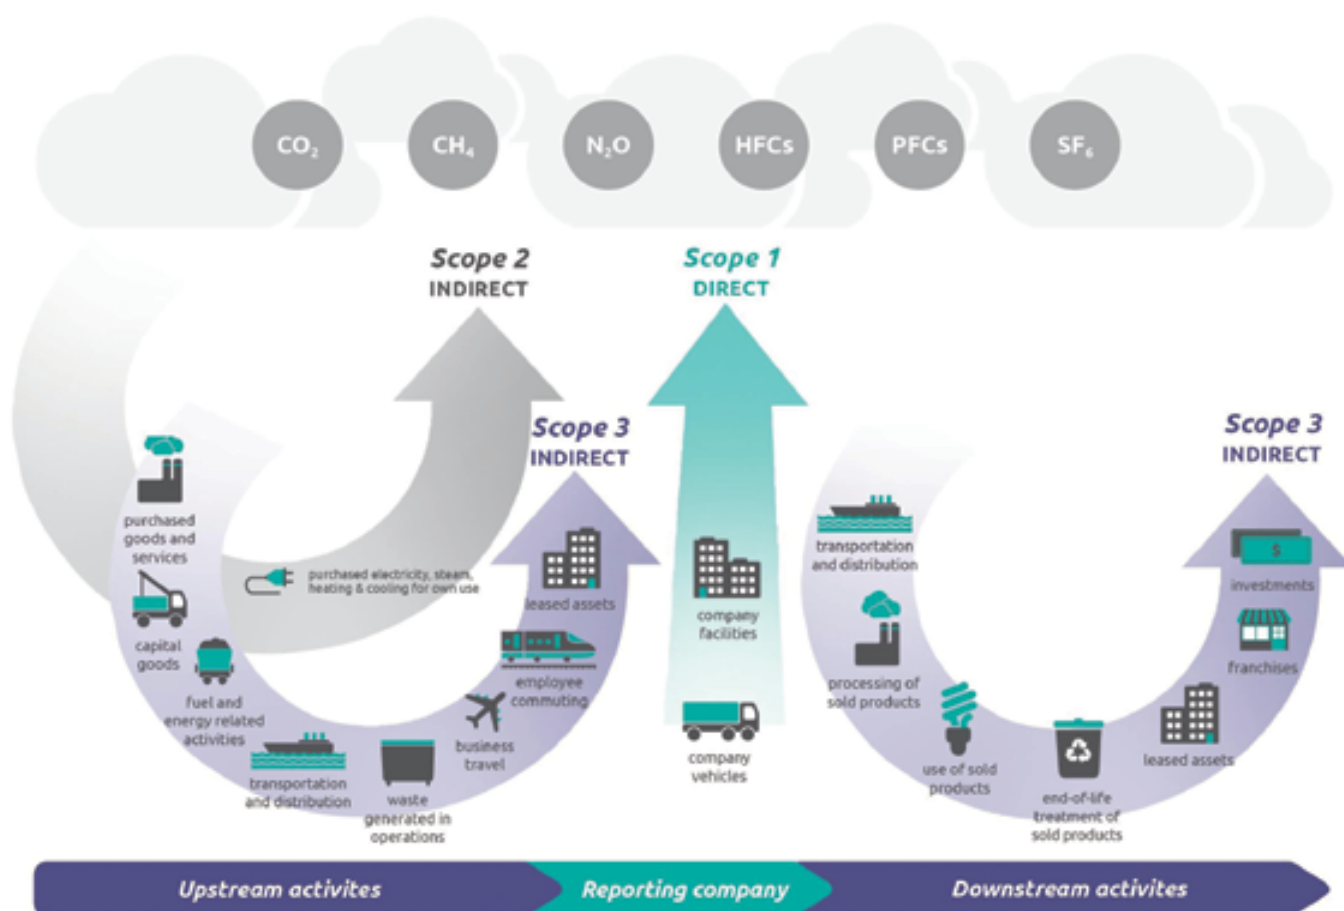 CO₂
CH₄
N₂O
HFCs
PFCs
SF₆
Scope 2
INDIRECT
Scope 1
DIRECT
Scope 3
INDIRECT
Scope 3
INDIRECT
purchased
goods and
services
capital
goods
fuel and
energy related
activities
transportation
and distribution
waste
generated in
operations
business
travel
employee
commuting
leased assets
purchased electricity, steam,
heating & cooling for own use
company
facilities
company
vehicles
transportation
and distribution
processing of
sold products
use of sold
products
end-of-life
treatment of
sold products
leased assets
franchises
$
investments
Upstream activites
Reporting company
Downstream activites